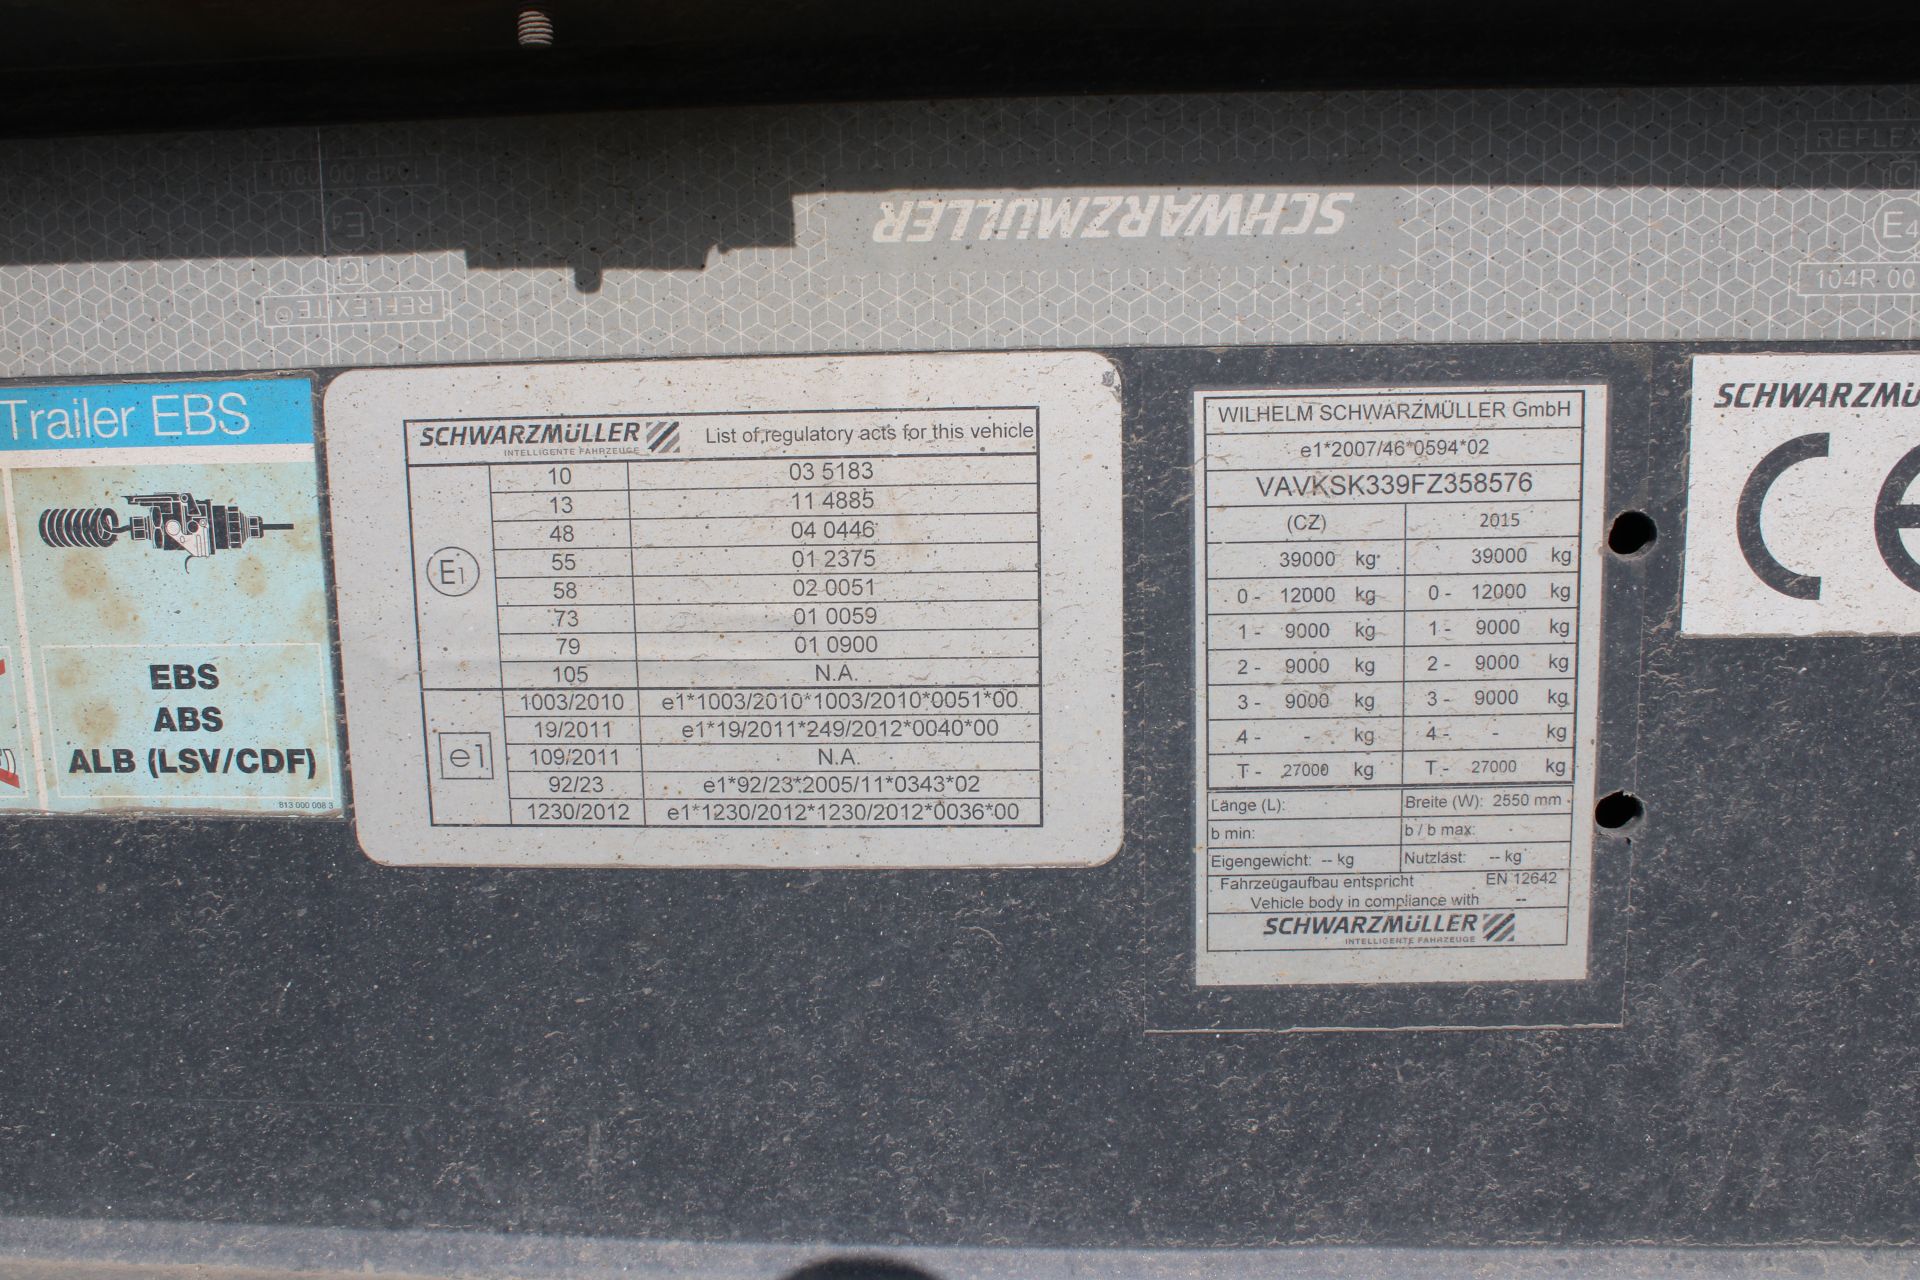 104R 00 0001
E
C
REFLEXITE®
SCHWARZMÜLLER
REFLEXI
C
E4
104R 00
Trailer EBS
EBS
ABS
ALB (LSV/CDF)
813 000 008 3
SCHWARZMÜLLER List of regulatory acts for this vehicle
INTELLIGENTE FAHRZEUGE
E1
10 03 5183
13 11 4885
48 04 0446
55 01 2375
58 02 0051
73 01 0059
79 01 0900
105 N.A.
e1
1003/2010 e1*1003/2010*1003/2010*0051*00
19/2011 e1*19/2011*249/2012*0040*00
109/2011 N.A.
92/23 e1*92/23*2005/11*0343*02
1230/2012 e1*1230/2012*1230/2012*0036*00
WILHELM SCHWARZMÜLLER GmbH
e1*2007/46*0594*02
VAVKSK339FZ358576
(CZ) 2015
39000 kg 39000 kg
0 - 12000 kg 0 - 12000 kg
1 - 9000 kg 1 - 9000 kg
2 - 9000 kg 2 - 9000 kg
3 - 9000 kg 3 - 9000 kg
4 - - kg 4 - - kg
T - 27000 kg T - 27000 kg
Länge (L): Breite (W): 2550 mm
b min: b / b max:
Eigengewicht: -- kg Nutzlast: -- kg
Fahrzeugaufbau entspricht EN 12642
Vehicle body in compliance with --
SCHWARZMÜLLER
INTELLIGENTE FAHRZEUGE
SCHWARZMÜ
CE